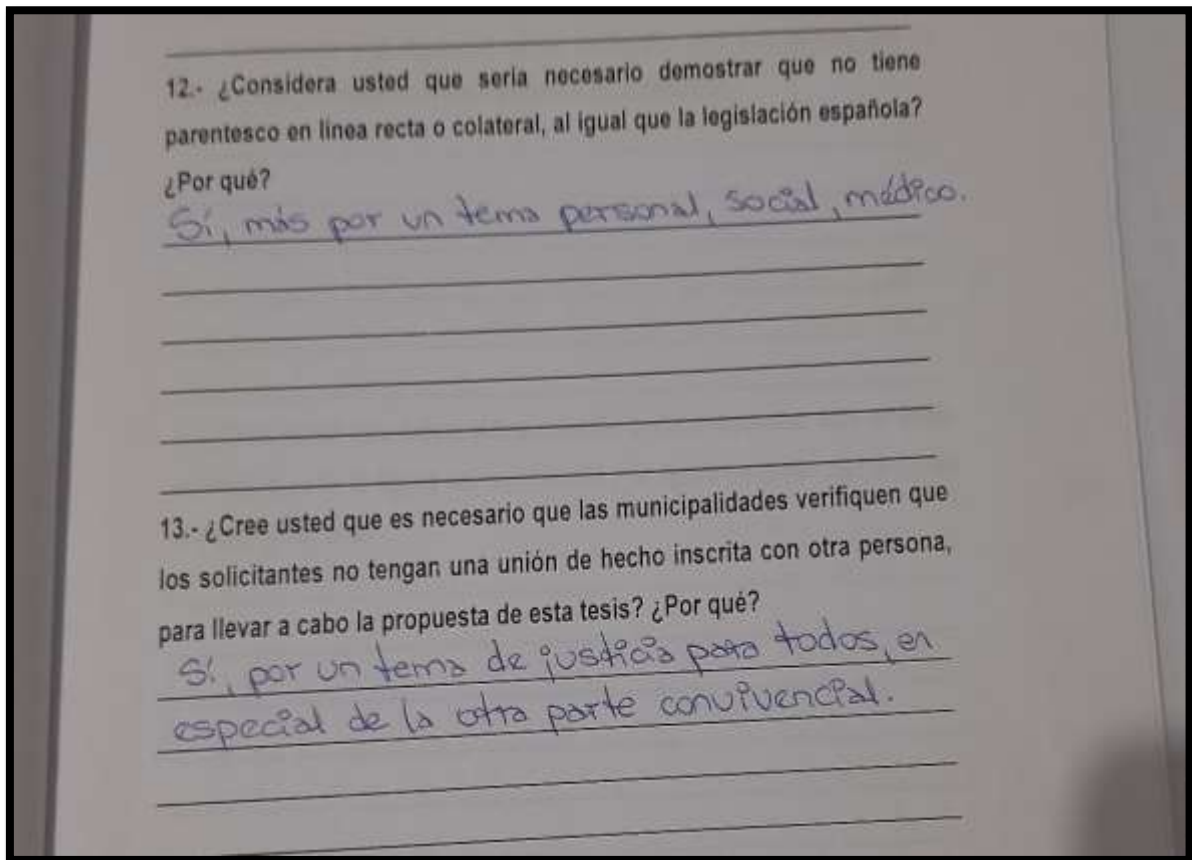 12.- ¿Considera usted que sería necesario demostrar que no tiene
parentesco en línea recta o colateral, al igual que la legislación española?
¿Por qué?
Sí, más por un tema personal, social, médico.
13.- ¿Cree usted que es necesario que las municipalidades verifiquen que
los solicitantes no tengan una unión de hecho inscrita con otra persona,
para llevar a cabo la propuesta de esta tesis? ¿Por qué?
Sí, por un tema de justicia para todos, en
especial de la otra parte convivencial.